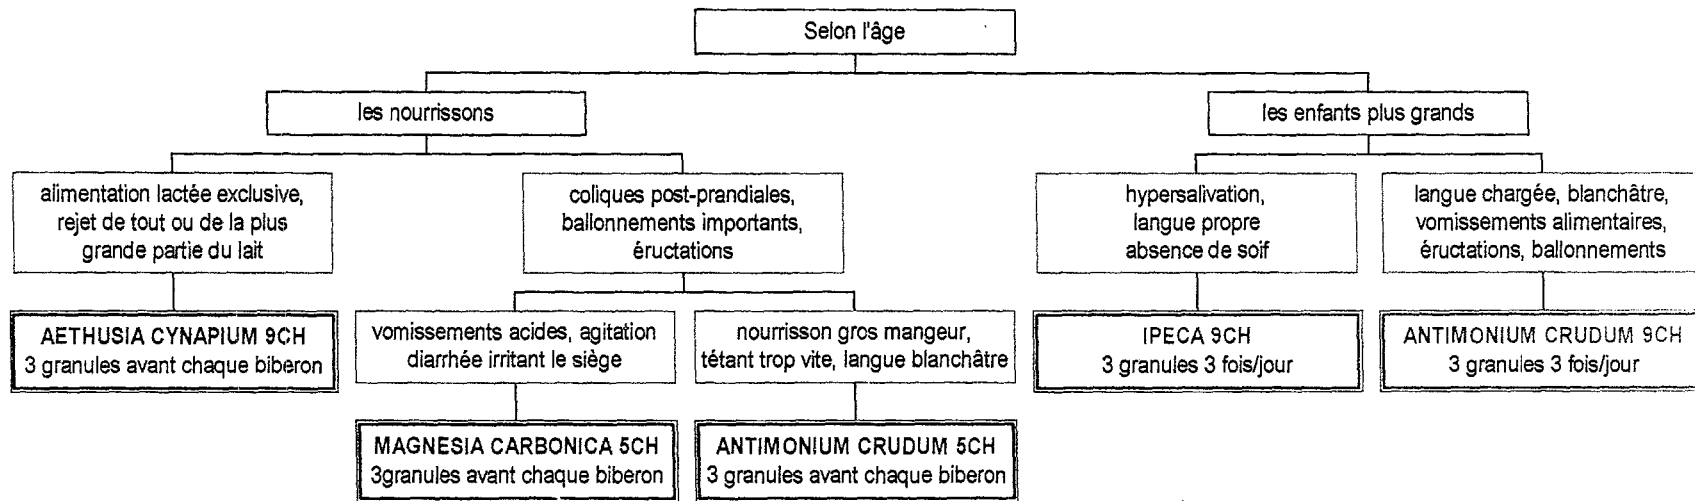 Selon l'âge
les nourrissons
les enfants plus grands
alimentation lactée exclusive,
rejet de tout ou de la plus
grande partie du lait
coliques post-prandiales,
ballonnements importants,
éructations
hypersalivation,
langue propre
absence de soif
langue chargée, blanchâtre,
vomissements alimentaires,
éructations, ballonnements
AETHUSIA CYNAPIUM 9CH
3 granules avant chaque biberon
vomissements acides, agitation
diarrhée irritant le siège
nourrisson gros mangeur,
tétant trop vite, langue blanchâtre
IPECA 9CH
3 granules 3 fois/jour
ANTIMONIUM CRUDUM 9CH
3 granules 3 fois/jour
MAGNESIA CARBONICA 5CH
3granules avant chaque biberon
ANTIMONIUM CRUDUM 5CH
3 granules avant chaque biberon